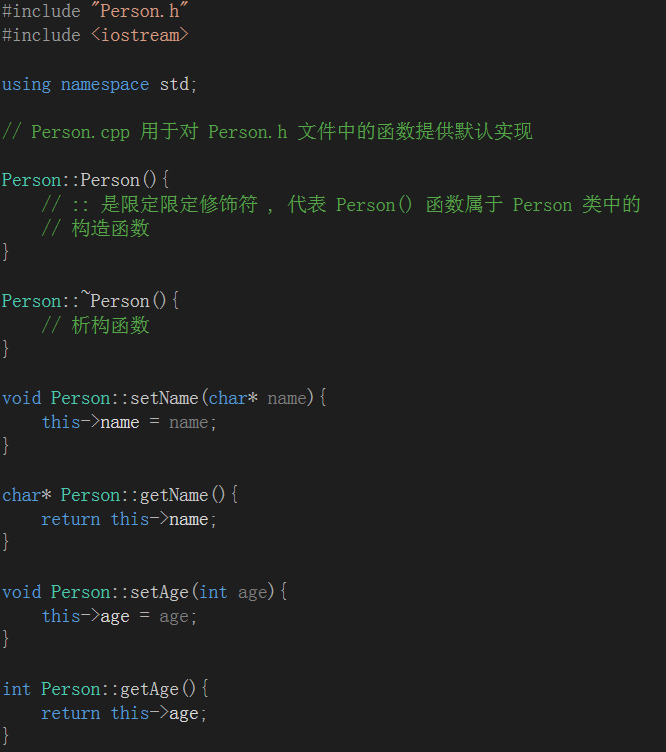 #include "Person.h"
#include <iostream>

using namespace std;

// Person.cpp 用于对 Person.h 文件中的函数提供默认实现

Person::Person(){
    // :: 是限定限定修饰符 , 代表 Person() 函数属于 Person 类中的
    // 构造函数
}

Person::~Person(){
    // 析构函数
}

void Person::setName(char* name){
    this->name = name;
}

char* Person::getName(){
    return this->name;
}

void Person::setAge(int age){
    this->age = age;
}

int Person::getAge(){
    return this->age;
}